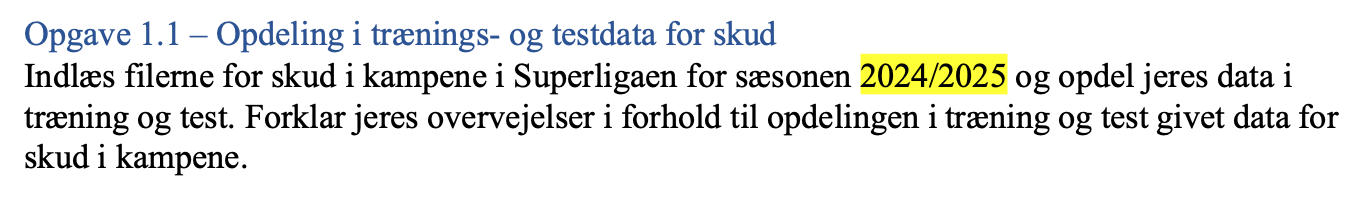 Opgave 1.1 – Opdeling i trænings- og testdata for skud
Indlæs filerne for skud i kampene i Superligaen for sæsonen 2024/2025 og opdel jeres data i
træning og test. Forklar jeres overvejelser i forhold til opdelingen i træning og test givet data for
skud i kampene.